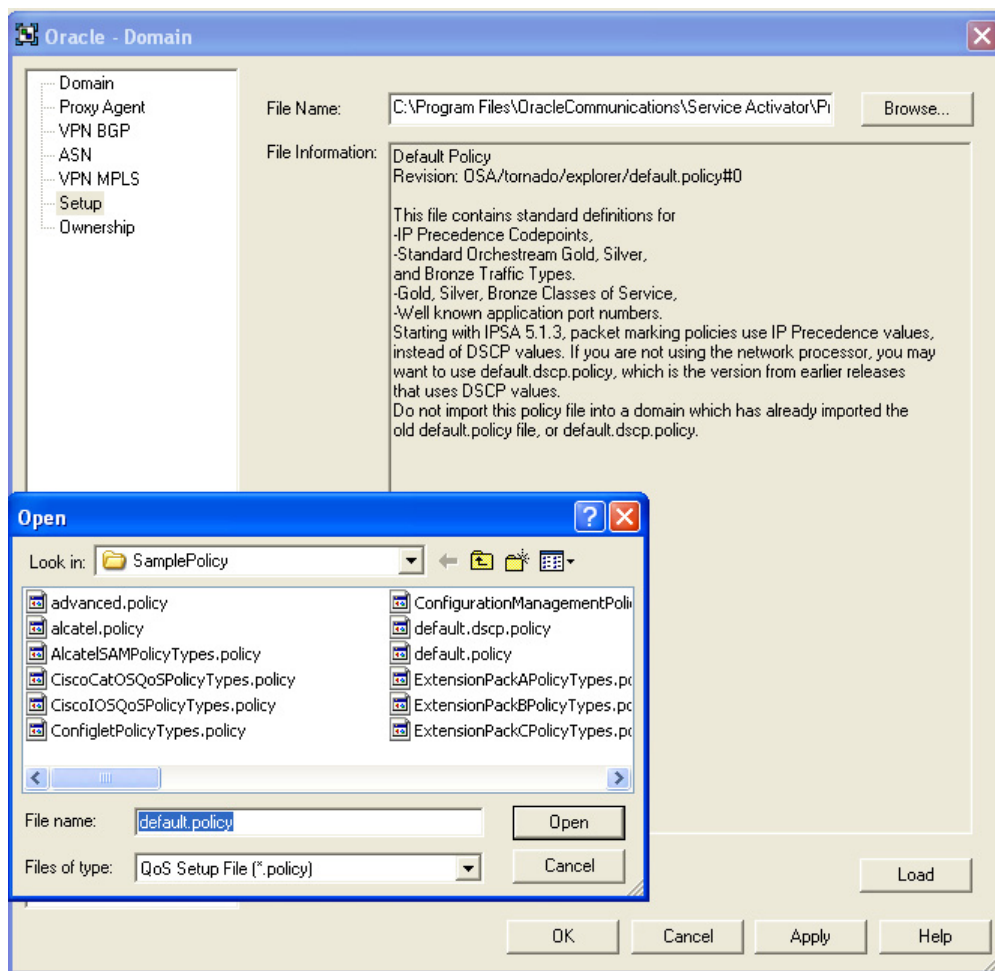 Oracle - Domain
Domain
Proxy Agent
VPN BGP
ASN
VPN MPLS
Setup
Ownership
File Name:
C:\Program Files\OracleCommunications\Service Activator\
Browse...
File Information:
Default Policy
Revision: OSA/tornado/explorer/default.policy#0
This file contains standard definitions for
-IP Precedence Codepoints,
-Standard Orchestream Gold, Silver,
and Bronze Traffic Types.
-Gold, Silver, Bronze Classes of Service,
-Well known application port numbers.
Starting with IPSA 5.1.3, packet marking policies use IP Precedence values,
instead of DSCP values. If you are not using the network processor, you may
want to use default.dscp.policy, which is the version from earlier releases
that uses DSCP values.
Do not import this policy file into a domain which has already imported the
old default.policy file, or default.dscp.policy.
Open
Look in:
SamplePolicy
advanced.policy
alcatel.policy
AlcatelSAMPolicyTypes.policy
CiscoCatOSQoSPolicyTypes.policy
CiscoIOSQoSPolicyTypes.policy
ConfigletPolicyTypes.policy
ConfigurationManagementPoli
default.dscp.policy
default.policy
ExtensionPackAPolicyTypes.po
ExtensionPackBPolicyTypes.po
ExtensionPackCPolicyTypes.po
File name:
default.policy
Open
Files of type:
QoS Setup File (*.policy)
Cancel
Load
OK
Cancel
Apply
Help